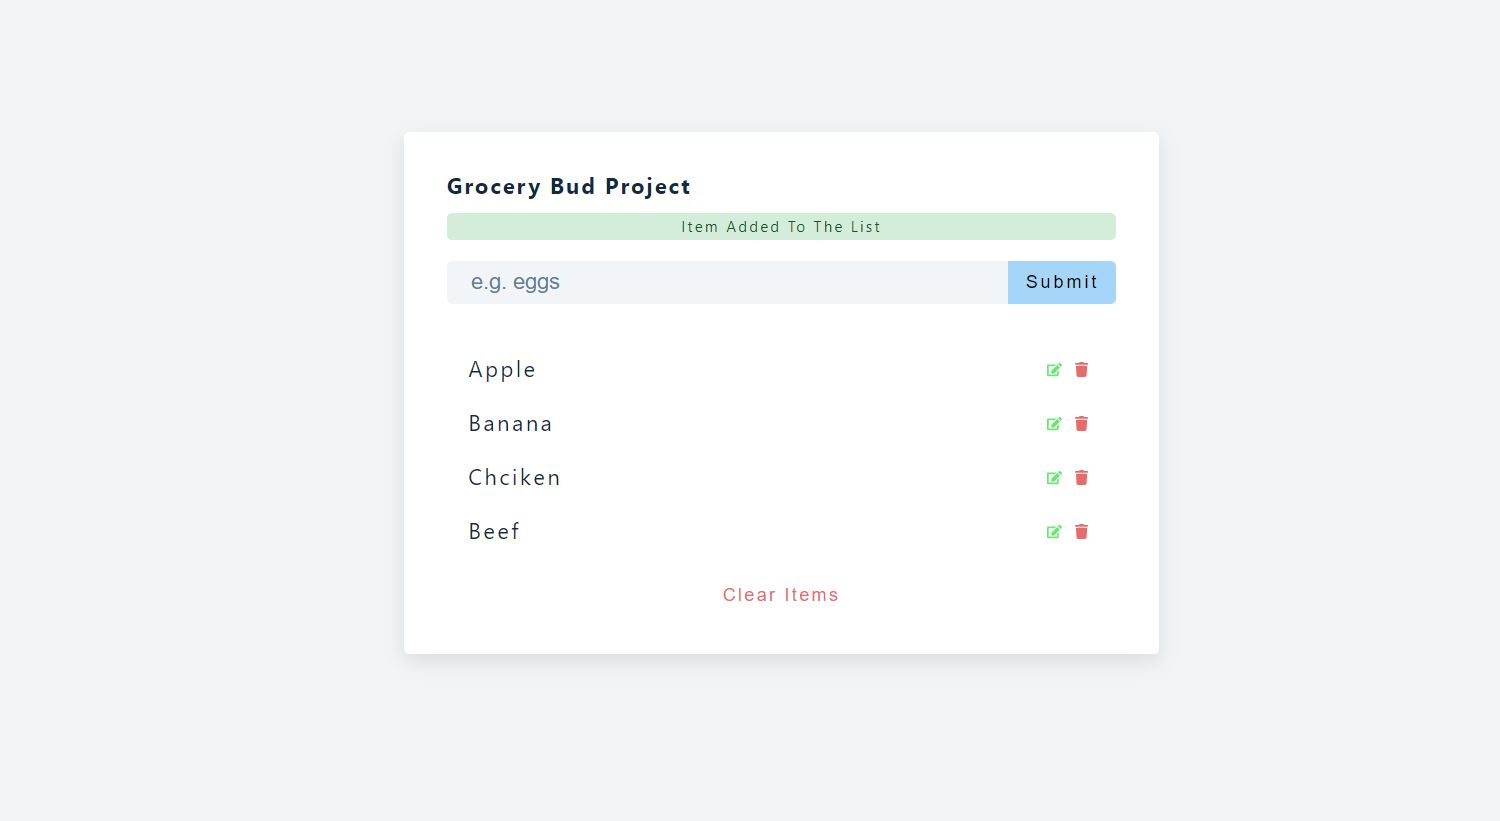 Grocery Bud Project
Item Added To The List
e.g. eggs
Submit
Apple
Banana
Chciken
Beef
Clear Items